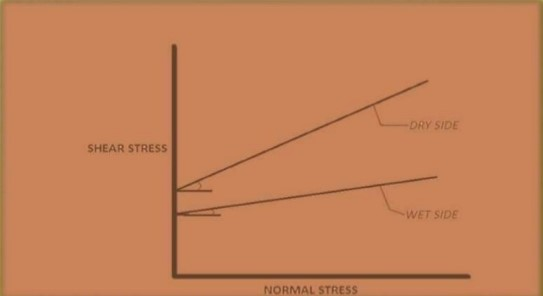 DRY SIDE
SHEAR STRESS
WET SIDE
NORMAL STRESS